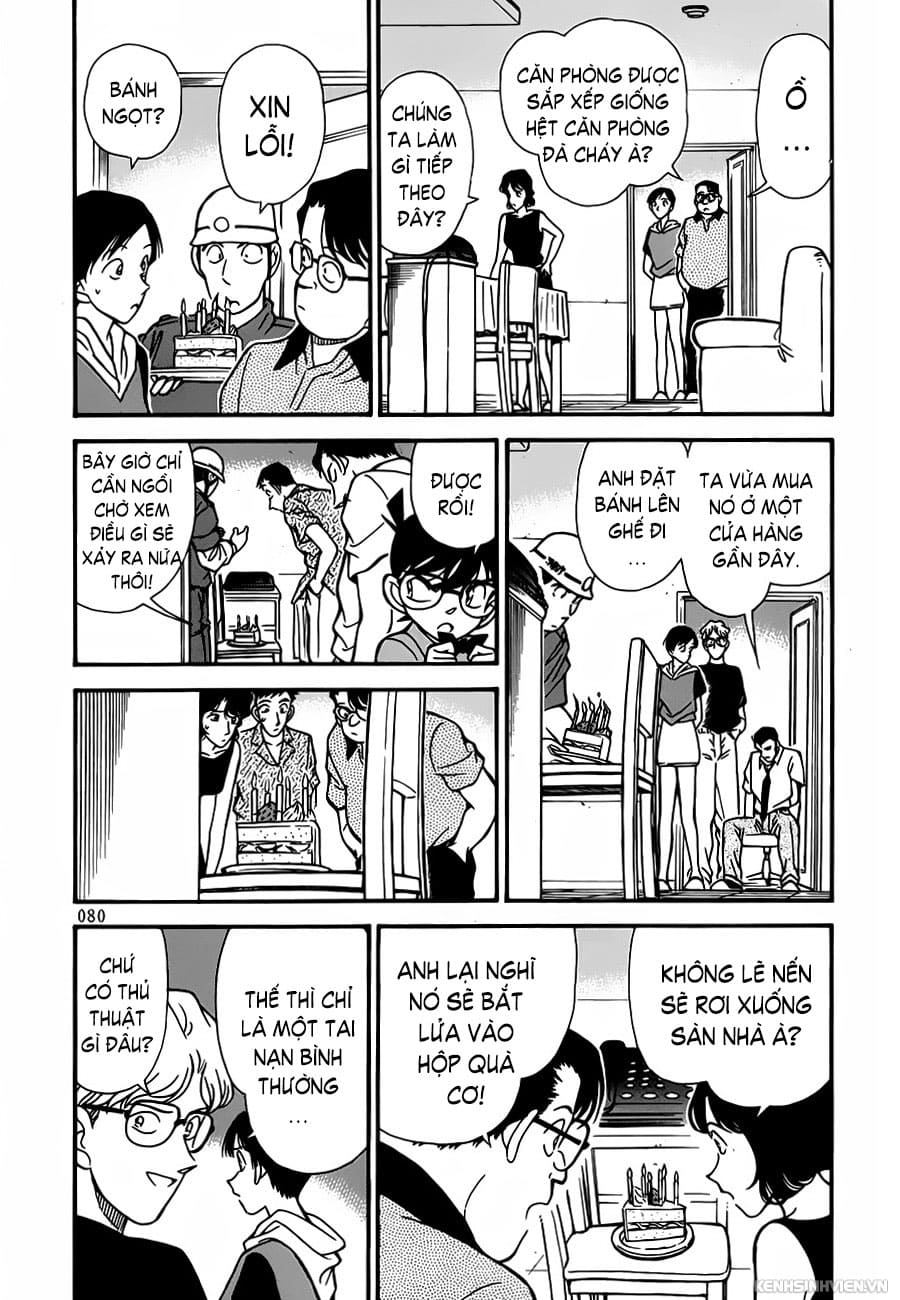 Ồ
...
CĂN PHÒNG ĐƯỢC
SẮP XẾP GIỐNG
HỆT CĂN PHÒNG
ĐÃ CHÁY À?
CHÚNG
TA LÀM
GÌ TIẾP
THEO
ĐÂY?
XIN
LỖI!
BÁNH
NGỌT?
TA VỪA MUA
NÓ Ở MỘT
CỬA HÀNG
GẦN ĐÂY.
ANH ĐẶT
BÁNH LÊN
GHẾ ĐI
...
ĐƯỢC
RỒI!
BÂY GIỜ CHỈ
CẦN NGỒI
CHỜ XEM
ĐIỀU GÌ SẼ
XẢY RA NỮA
THÔI!
080
KHÔNG LẼ NẾN
SẼ RƠI XUỐNG
SÀN NHÀ À?
ANH LẠI NGHĨ
NÓ SẼ BẮT
LỬA VÀO
HỘP QUÀ
CƠ!
THẾ THÌ CHỈ
LÀ MỘT TAI
NẠN BÌNH
THƯỜNG
...
CHỨ
CÓ THỦ
THUẬT
GÌ ĐÂU?
KENHSINHVIEN.VN